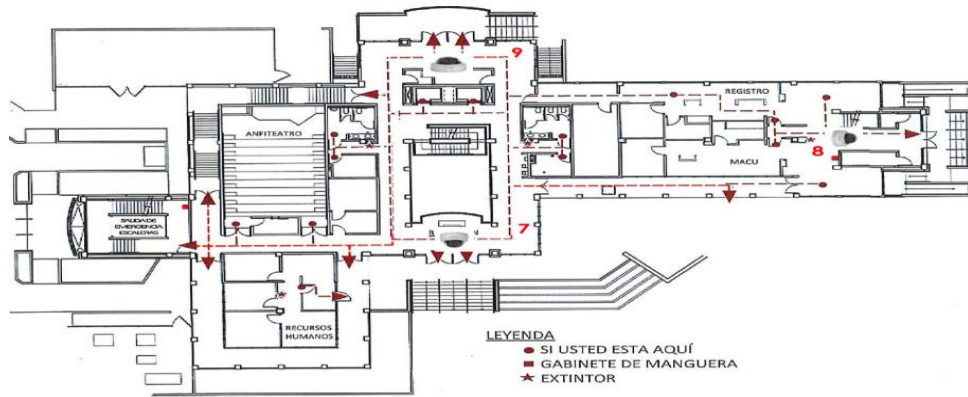 9
REGISTRO
ANFITEATRO
8
MACU
SALIDA DE
EMERGENCIA
ESCALERAS
7
RECURSOS
HUMANOS
LEYENDA
SI USTED ESTA AQUÍ
GABINETE DE MANGUERA
EXTINTOR